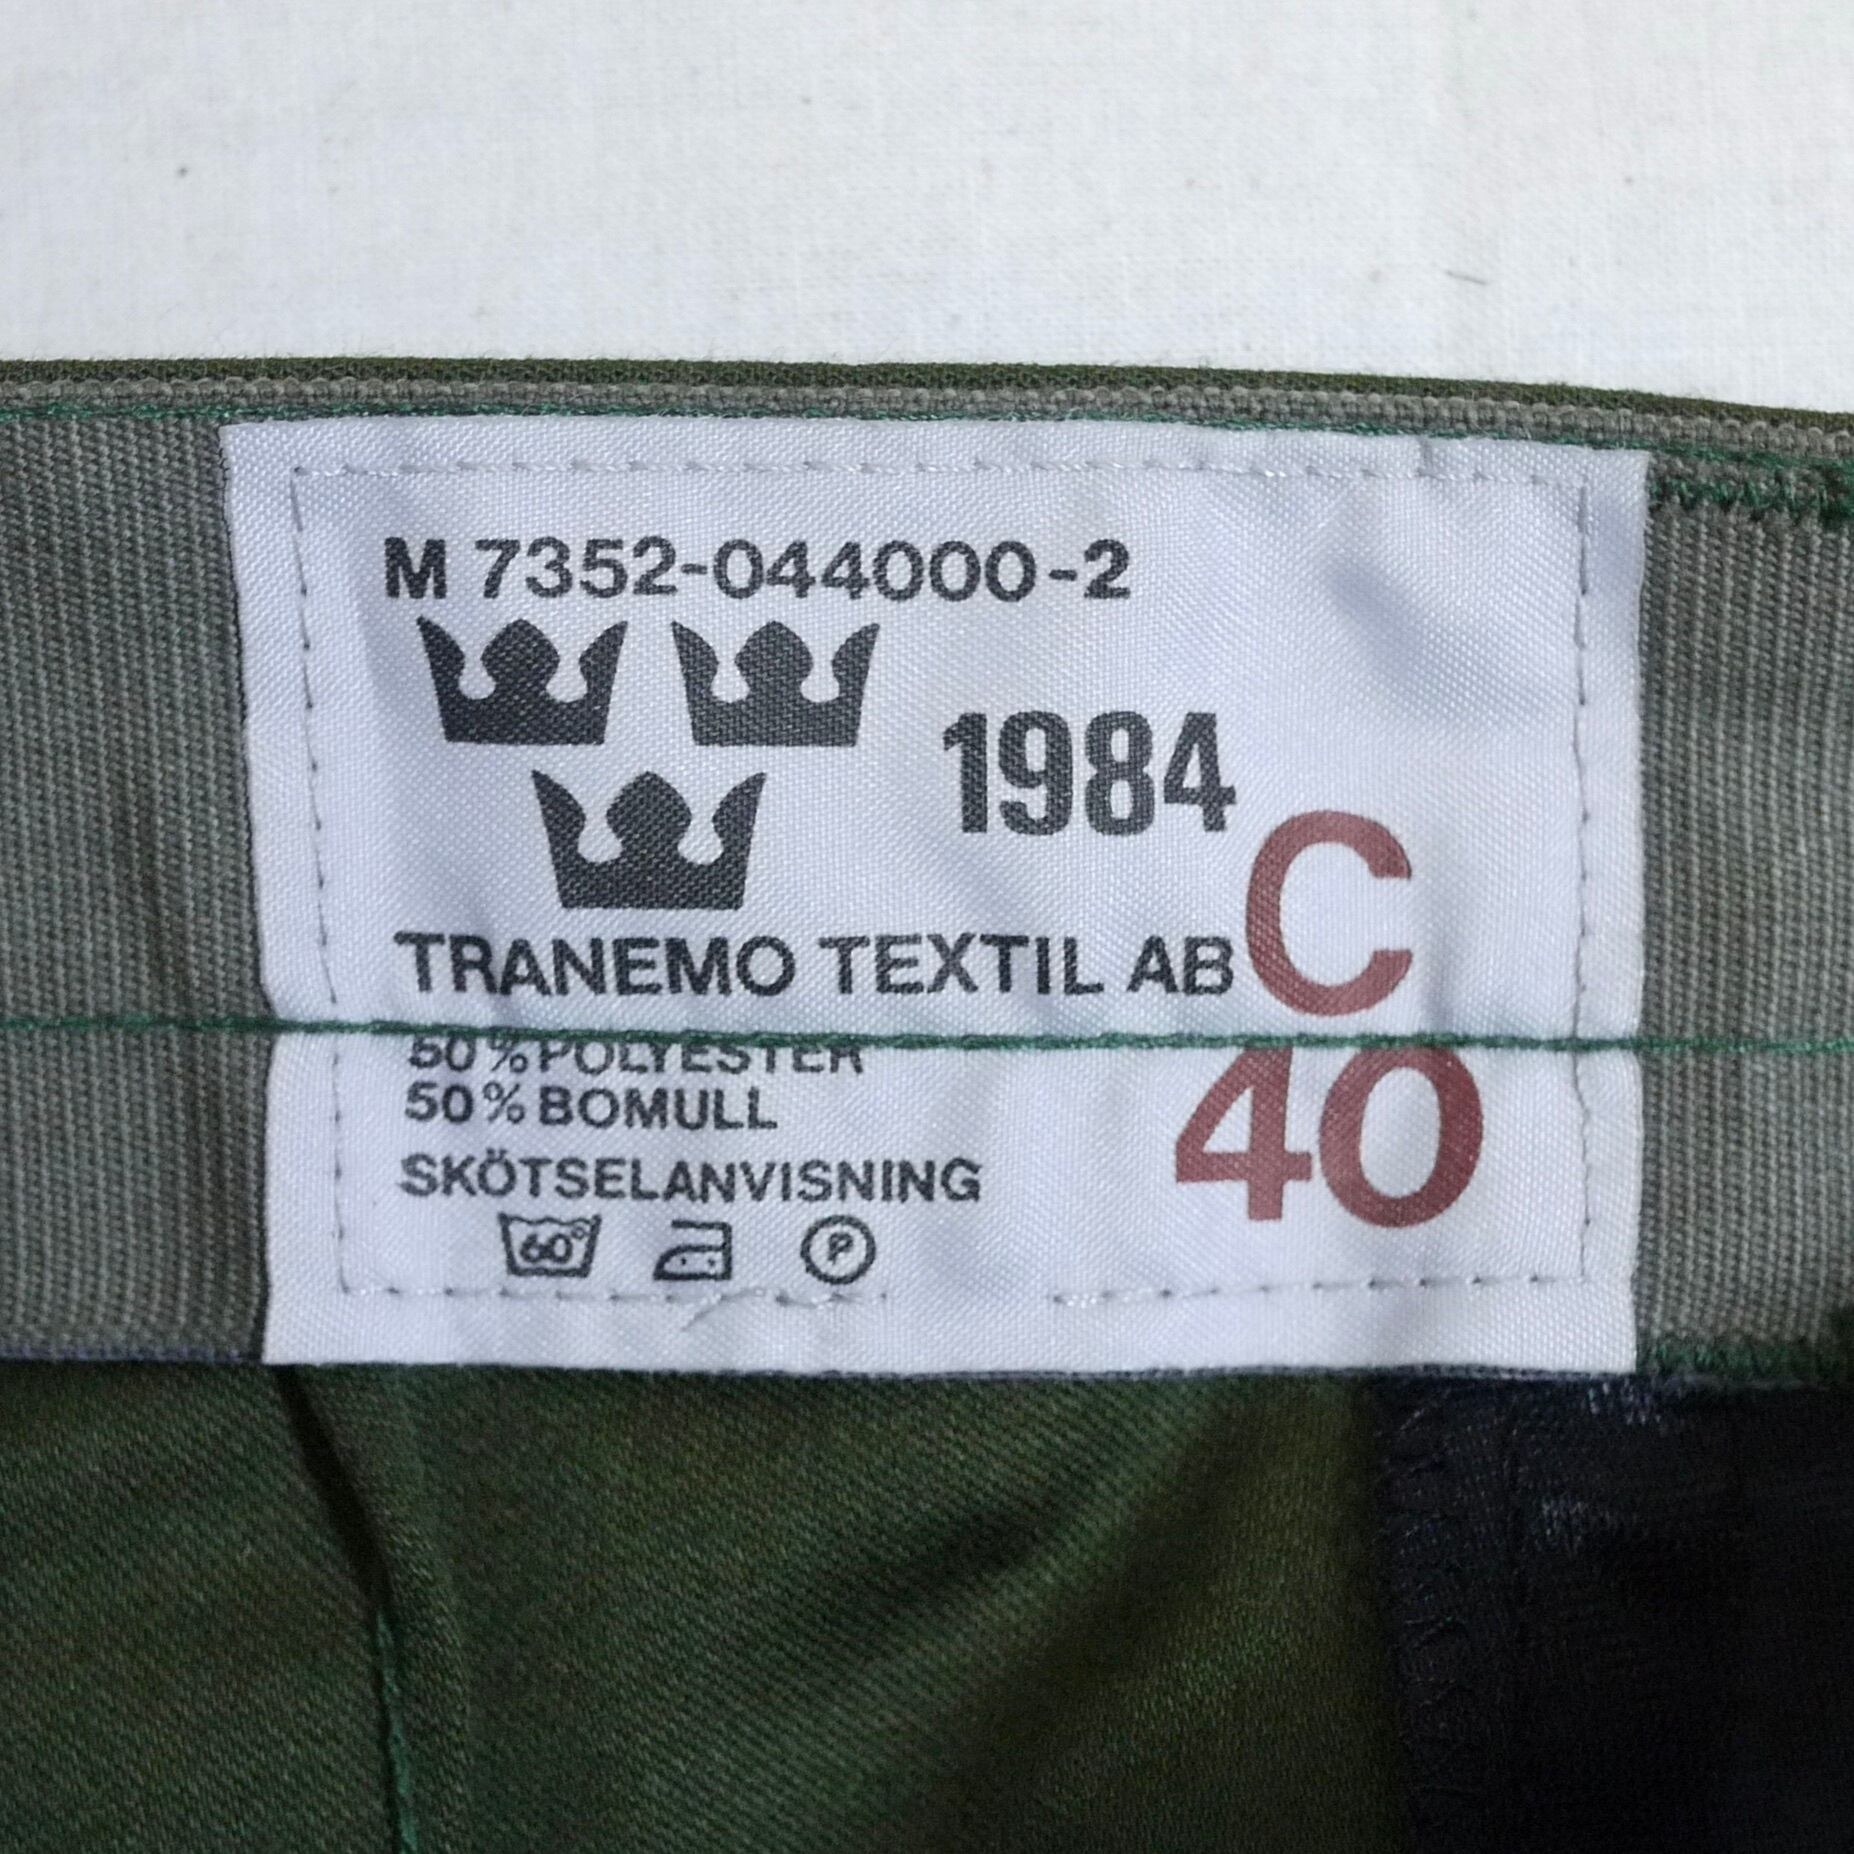 M 7352-044000-2
1984
C
TRANEMO TEXTIL AB
50% POLYESTER
50% BOMULL
40
SKÖTSELANVISNING
60° P